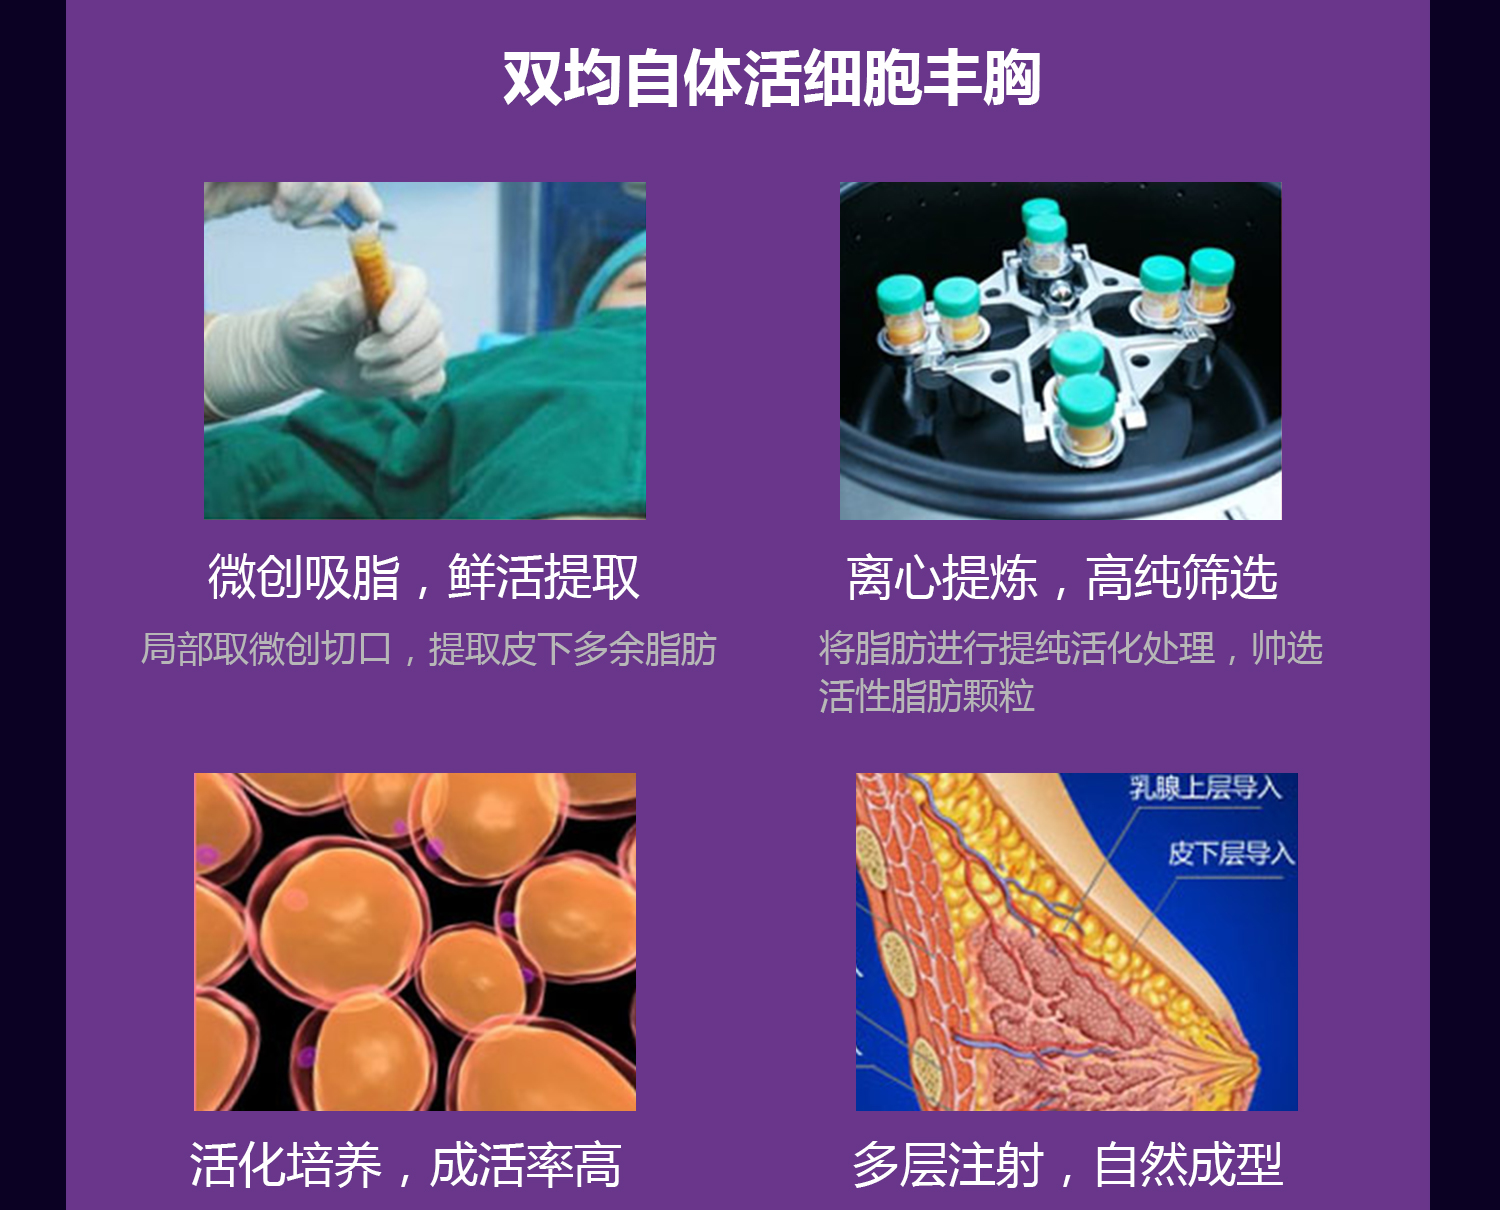 双均自体活细胞丰胸
微创吸脂，鲜活提取
离心提炼，高纯筛选
局部取微创切口，提取皮下多余脂肪
将脂肪进行提纯活化处理，帅选
活性脂肪颗粒
乳腺上层导入
皮下层导入
活化培养，成活率高
多层注射，自然成型